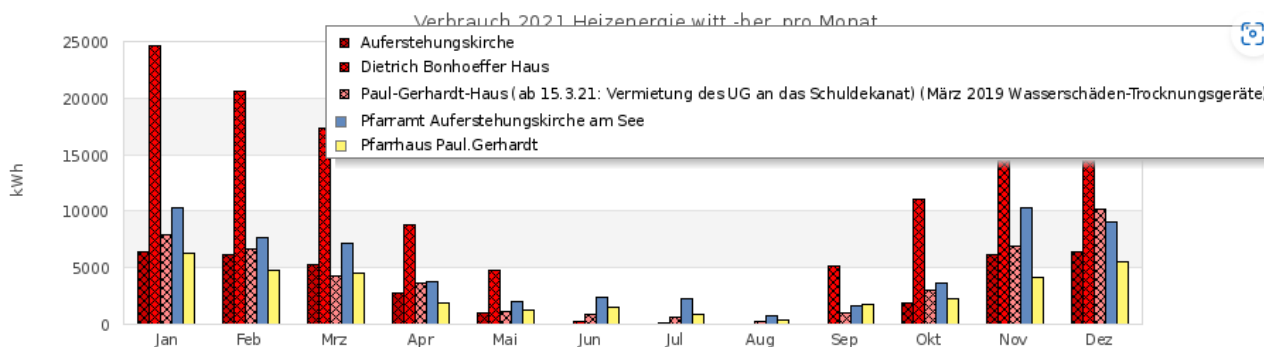 Verbrauch 2021 Heizenergie witt.-ber. pro Monat
25000
Auferstehungskirche
Dietrich Bonhoeffer Haus
20000
Paul-Gerhardt-Haus (ab 15.3.21: Vermietung des UG an das Schuldekanat) (März 2019 Wasserschäden-Trocknungsgeräte)
Pfarramt Auferstehungskirche am See
15000
Pfarrhaus Paul.Gerhardt
kWh
10000
5000
0
Jan Feb Mrz Apr Mai Jun Jul Aug Sep Okt Nov Dez